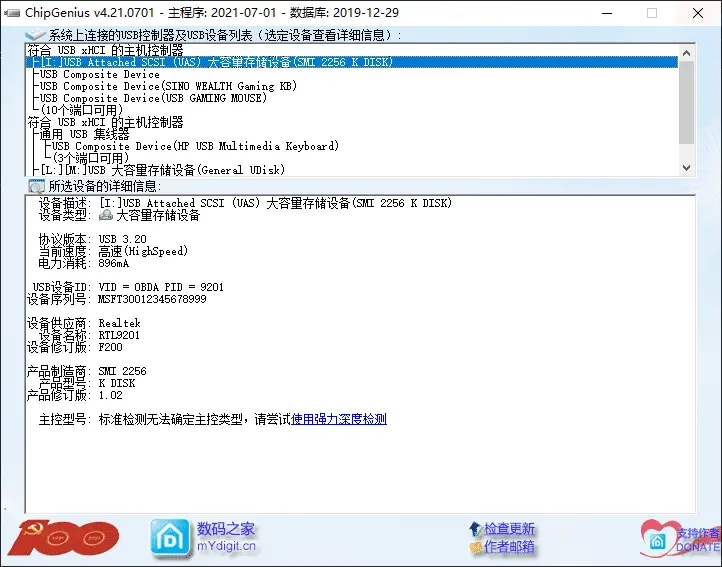 ChipGenius v4.21.0701 - 主程序: 2021-07-01 - 数据库: 2019-12-29
系统上连接的USB控制器及USB设备列表（选定设备查看详细信息）:
符合 USB xHCI 的主机控制器
[I:]USB Attached SCSI (UAS) 大容量存储设备(SMI 2256 K DISK)
USB Composite Device
USB Composite Device(SINO WEALTH Gaming KB)
USB Composite Device(USB GAMING MOUSE)
(10个端口可用)
符合 USB xHCI 的主机控制器
通用 USB 集线器
USB Composite Device(HP USB Multimedia Keyboard)
(3个端口可用)
[L:][M:]USB 大容量存储设备(General UDisk)
所选设备的详细信息:
设备描述: [I:]USB Attached SCSI (UAS) 大容量存储设备(SMI 2256 K DISK)
设备类型: 大容量存储设备
协议版本: USB 3.20
当前速度: 高速(HighSpeed)
电力消耗: 896mA
USB设备ID: VID = 0BDA PID = 9201
设备序列号: MSFT30012345678999
设备供应商: Realtek
设备名称: RTL9201
设备修订版: F200
产品制造商: SMI 2256
产品型号: K DISK
产品修订版: 1.02
主控型号: 标准检测无法确定主控类型，请尝试使用强力深度检测
100
1921
2021
数码之家
mYdigit.cn
检查更新
作者邮箱
支持作者
DONATE